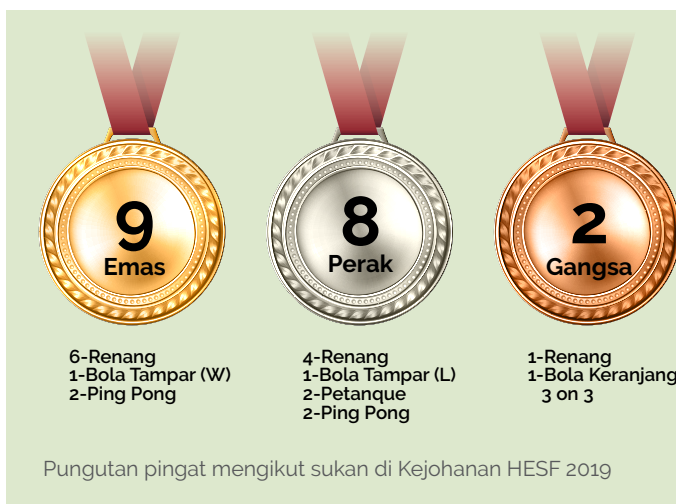 9
Emas
6-Renang
1-Bola Tampar (W)
2-Ping Pong
8
Perak
4-Renang
1-Bola Tampar (L)
2-Petanque
2-Ping Pong
2
Gangsa
1-Renang
1-Bola Keranjang
3 on 3
Pungutan pingat mengikut sukan di Kejohanan HESF 2019